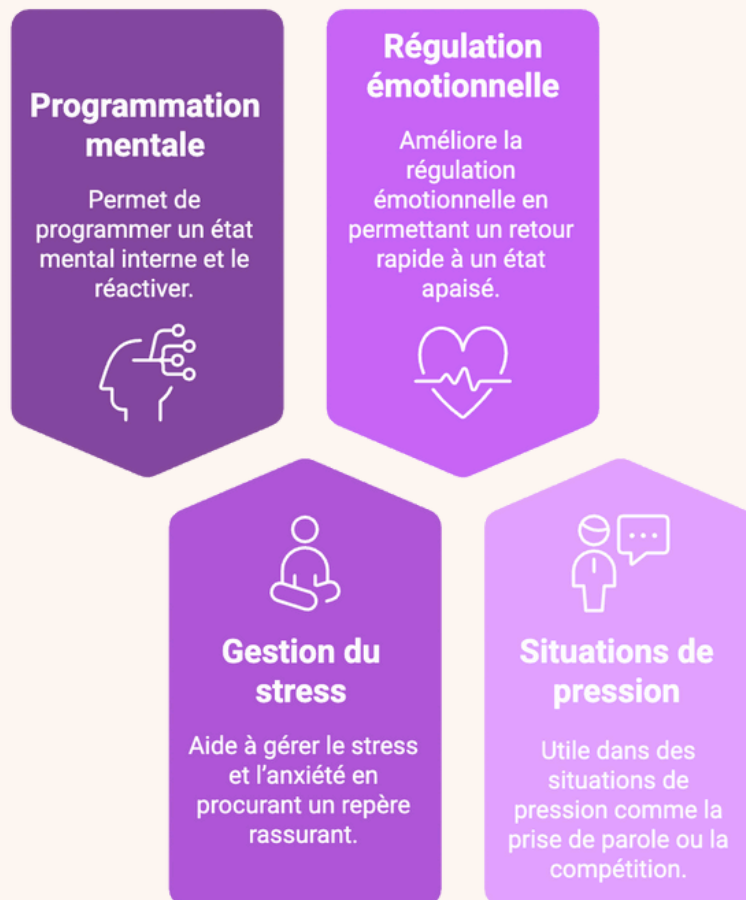 Programmation
mentale
Permet de
programmer un état
mental interne et le
réactiver.
Régulation
émotionnelle
Améliore la
régulation
émotionnelle en
permettant un retour
rapide à un état
apaisé.
Gestion du
stress
Aide à gérer le stress
et l’anxiété en
procurant un repère
rassurant.
Situations de
pression
Utile dans des
situations de
pression comme la
prise de parole ou la
compétition.